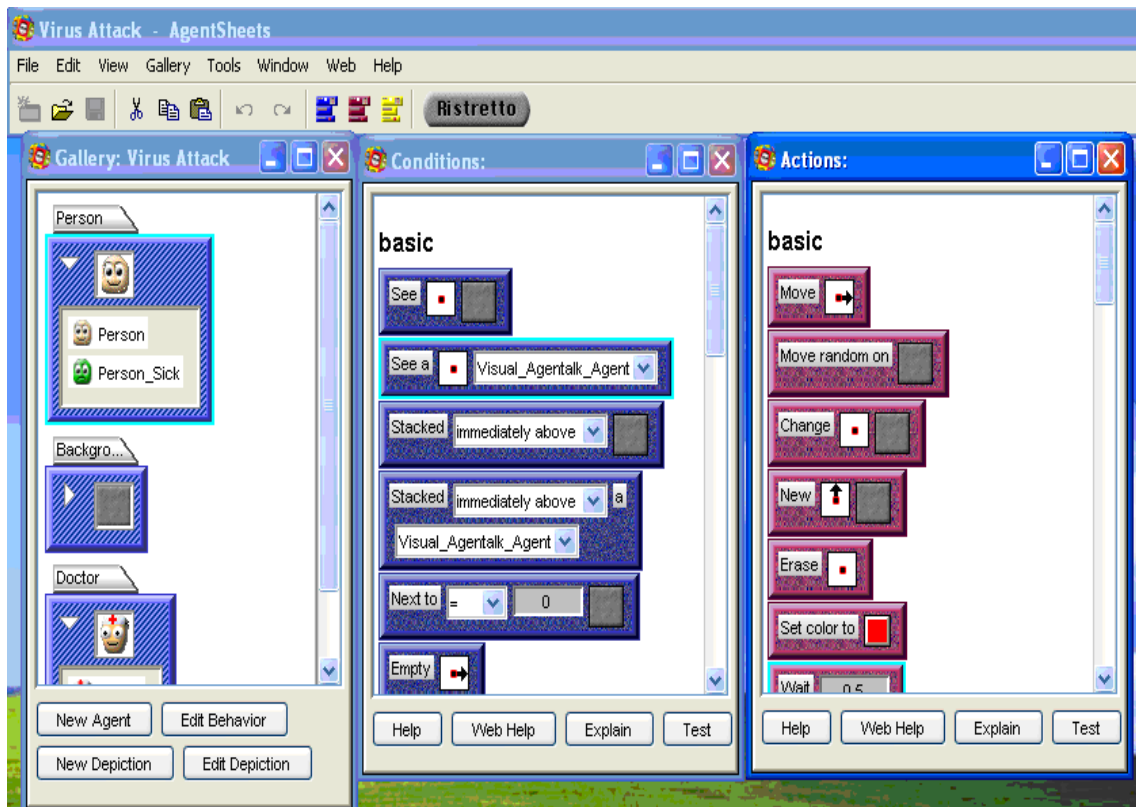 Virus Attack - AgentSheets
File Edit View Gallery Tools Window Web Help
Ristretto
Gallery: Virus Attack
Person
Person
Person_Sick
Backgro...
Doctor
New Agent Edit Behavior
New Depiction Edit Depiction
Conditions:
basic
See
See a Visual_Agentalk_Agent
Stacked immediately above
Stacked immediately above a
Visual_Agentalk_Agent
Next to = 0
Empty
Help Web Help Explain Test
Actions:
basic
Move
Move random on
Change
New
Erase
Set color to
Wait 0.5
Help Web Help Explain Test